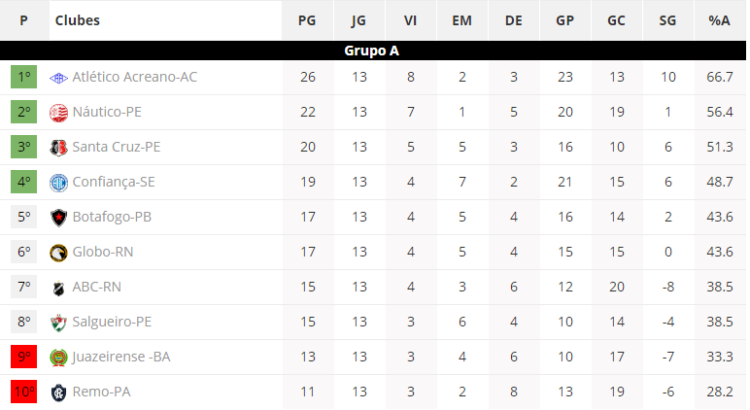 P Clubes PG JG VI EM DE GP GC SG %A
Grupo A
1º Atlético Acreano-AC 26 13 8 2 3 23 13 10 66.7
2º Náutico-PE 22 13 7 1 5 20 19 1 56.4
3º Santa Cruz-PE 20 13 5 5 3 16 10 6 51.3
4º Confiança-SE 19 13 4 7 2 21 15 6 48.7
5º Botafogo-PB 17 13 4 5 4 16 14 2 43.6
6º Globo-RN 17 13 4 5 4 15 15 0 43.6
7º ABC-RN 15 13 4 3 6 12 20 -8 38.5
8º Salgueiro-PE 15 13 3 6 4 10 14 -4 38.5
9º Juazeirense -BA 13 13 3 4 6 10 17 -7 33.3
10º Remo-PA 11 13 3 2 8 13 19 -6 28.2